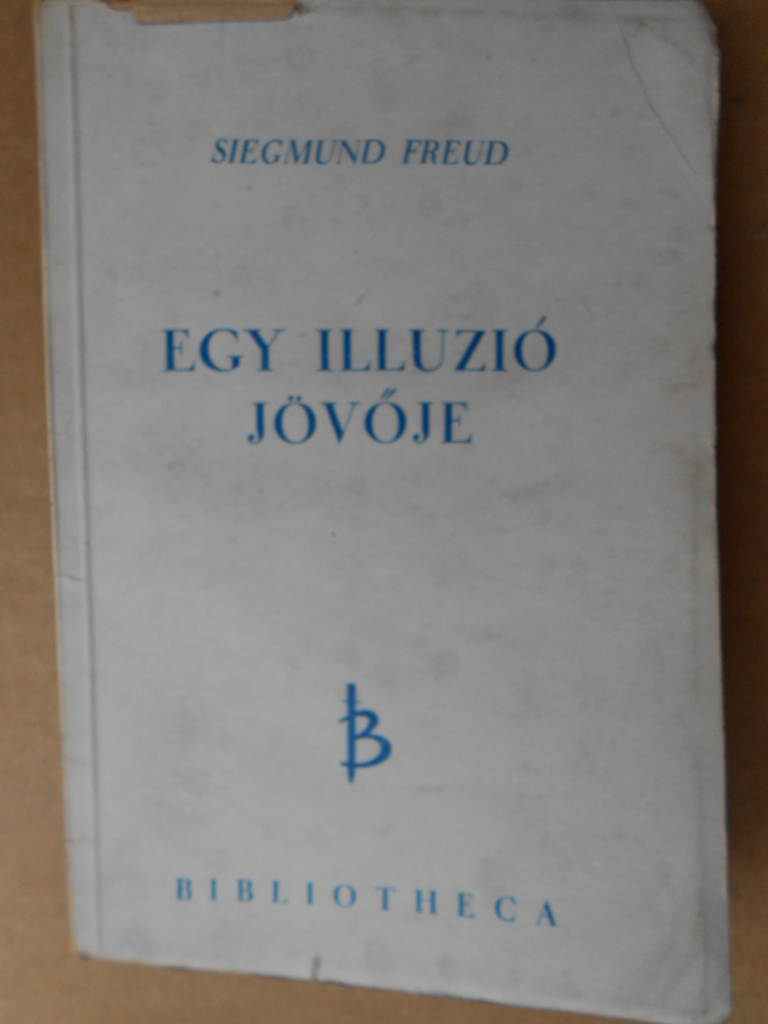 SIEGMUND FREUD
EGY ILLUZIÓ
JÖVŐJE
B
BIBLIOTHECA